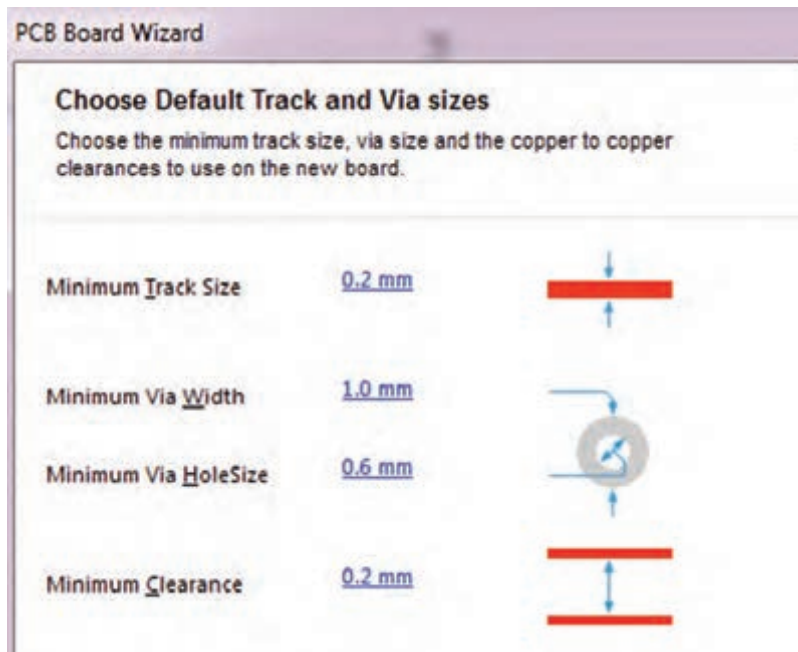 PCB Board Wizard
Choose Default Track and Via sizes
Choose the minimum track size, via size and the copper to copper
clearances to use on the new board.
Minimum Track Size 0.2 mm
Minimum Via Width 1.0 mm
Minimum Via HoleSize 0.6 mm
Minimum Clearance 0.2 mm